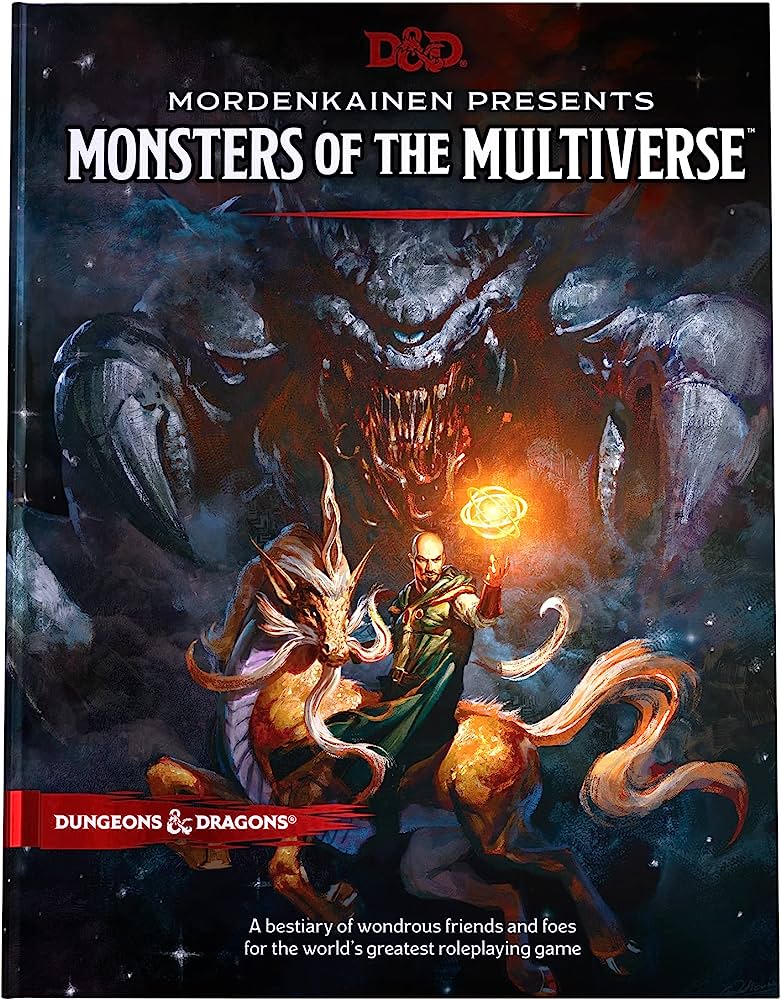 D&D®
MORDENKAINEN PRESENTS
MONSTERS OF THE MULTIVERSE™
DUNGEONS & DRAGONS®
A bestiary of wondrous friends and foes
for the world's greatest roleplaying game